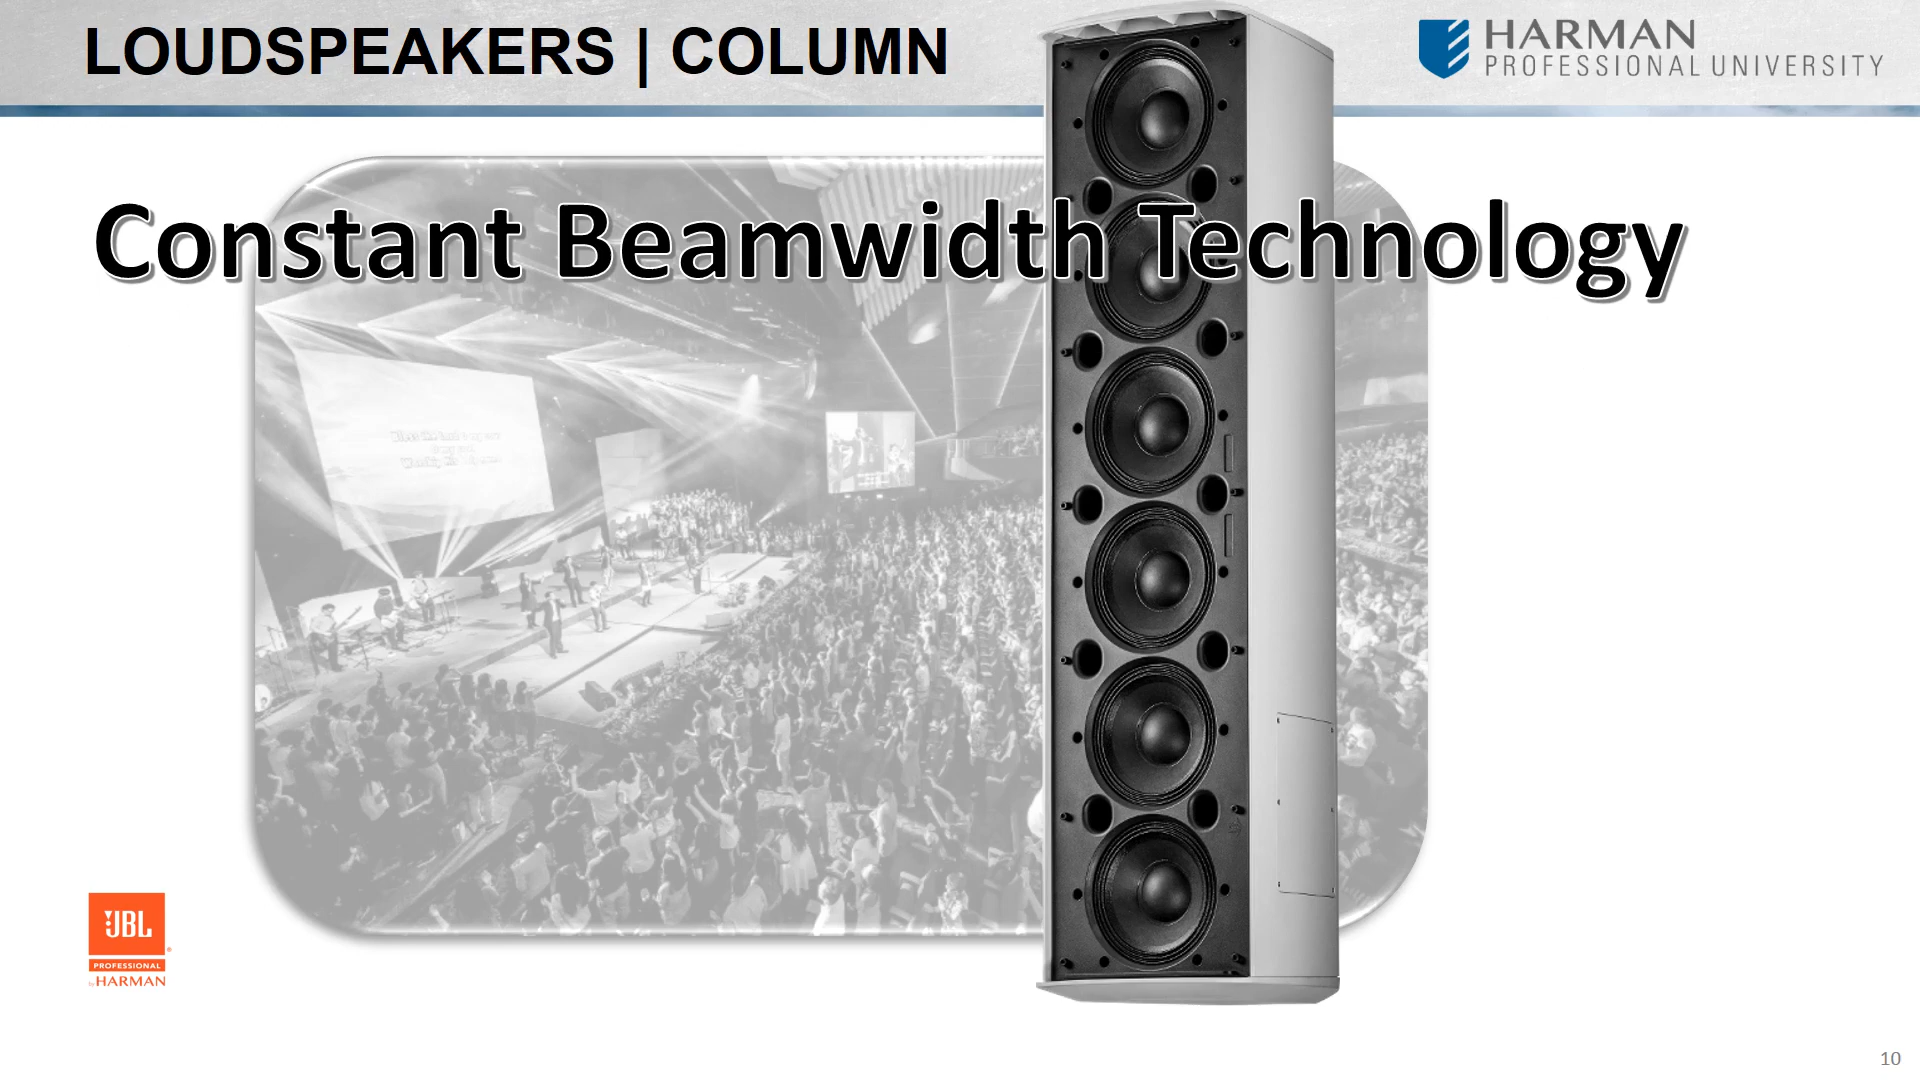 LOUDSPEAKERS | COLUMN
HARMAN
PROFESSIONAL UNIVERSITY
Constant Beamwidth Technology
JBL
PROFESSIONAL
by HARMAN
10